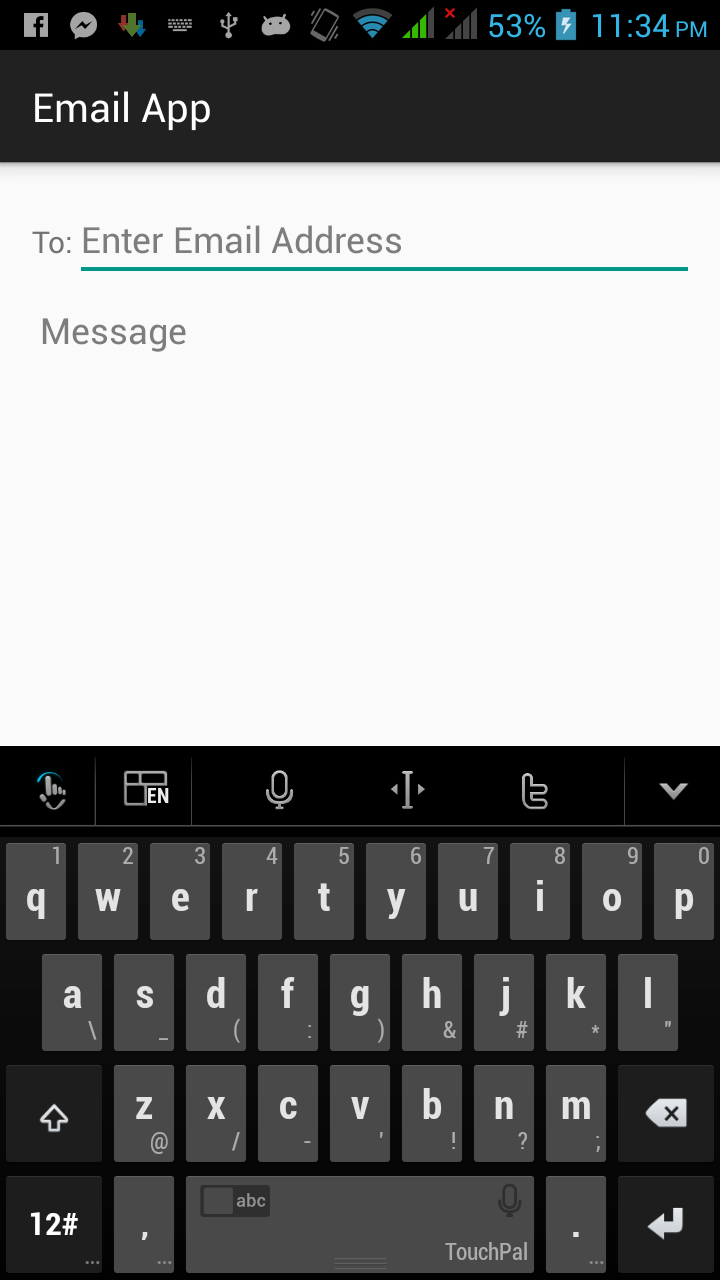 53% 11:34 PM
Email App
To: Enter Email Address
Message
EN
1 2 3 4 5 6 7 8 9 0
q w e r t y u i o p
a s d f g h j k l
\ _ ( : ) & # * "
z x c v b n m
@ / - ' ! ? ;
abc
12# , .
... ... TouchPal ...